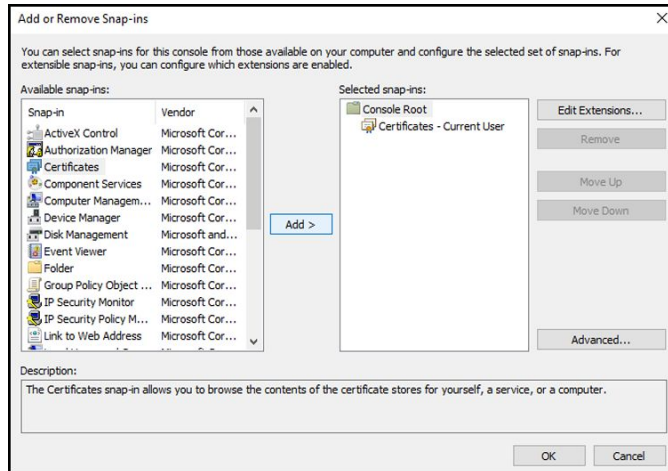 Add or Remove Snap-ins
You can select snap-ins for this console from those available on your computer and configure the selected set of snap-ins. For
extensible snap-ins, you can configure which extensions are enabled.
Available snap-ins:
Snap-in Vendor
ActiveX Control Microsoft Cor...
Authorization Manager Microsoft Cor...
Certificates Microsoft Cor...
Component Services Microsoft Cor...
Computer Managem... Microsoft Cor...
Device Manager Microsoft Cor...
Disk Management Microsoft and...
Event Viewer Microsoft Cor...
Folder Microsoft Cor...
Group Policy Object ... Microsoft Cor...
IP Security Monitor Microsoft Cor...
IP Security Policy M... Microsoft Cor...
Link to Web Address Microsoft Cor...
Add >
Selected snap-ins:
Console Root
Certificates - Current User
Edit Extensions...
Remove
Move Up
Move Down
Advanced...
Description:
The Certificates snap-in allows you to browse the contents of the certificate stores for yourself, a service, or a computer.
OK Cancel